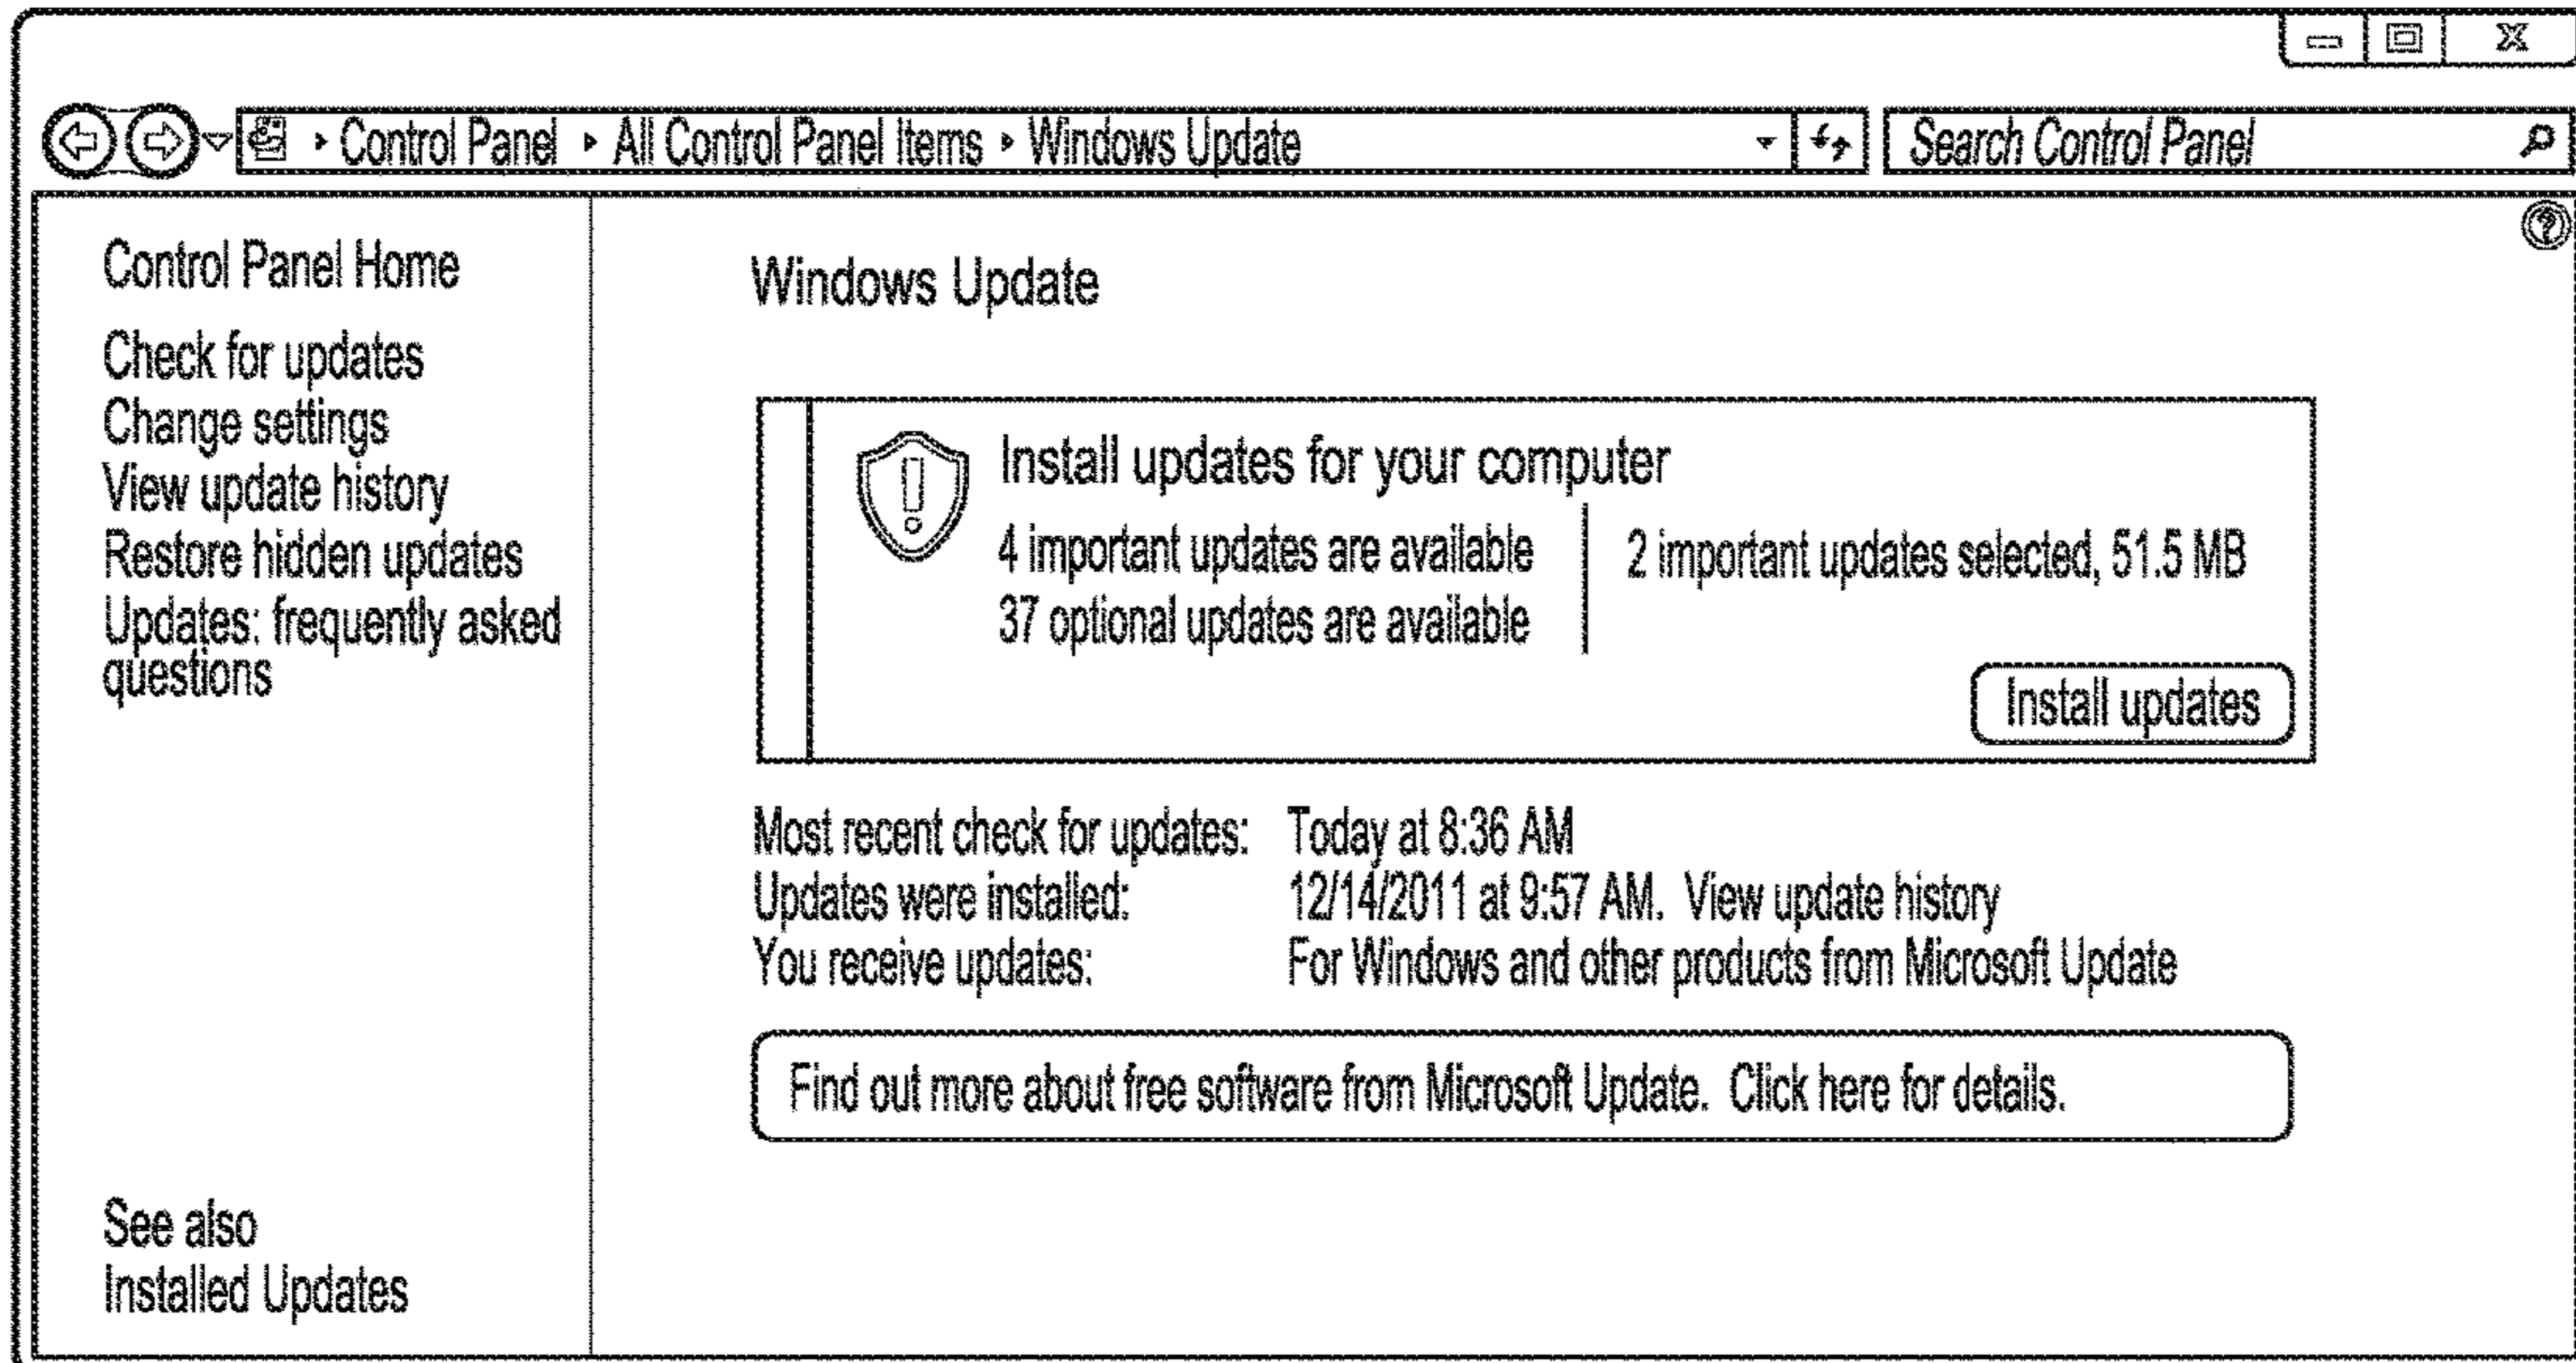 Control Panel ▸ All Control Panel Items ▸ Windows Update
Search Control Panel
Control Panel Home
Check for updates
Change settings
View update history
Restore hidden updates
Updates: frequently asked
questions
See also
Installed Updates
Windows Update
Install updates for your computer
4 important updates are available
37 optional updates are available
2 important updates selected, 51.5 MB
Install updates
Most recent check for updates: Today at 8:36 AM
Updates were installed: 12/14/2011 at 9:57 AM. View update history
You receive updates: For Windows and other products from Microsoft Update
Find out more about free software from Microsoft Update. Click here for details.